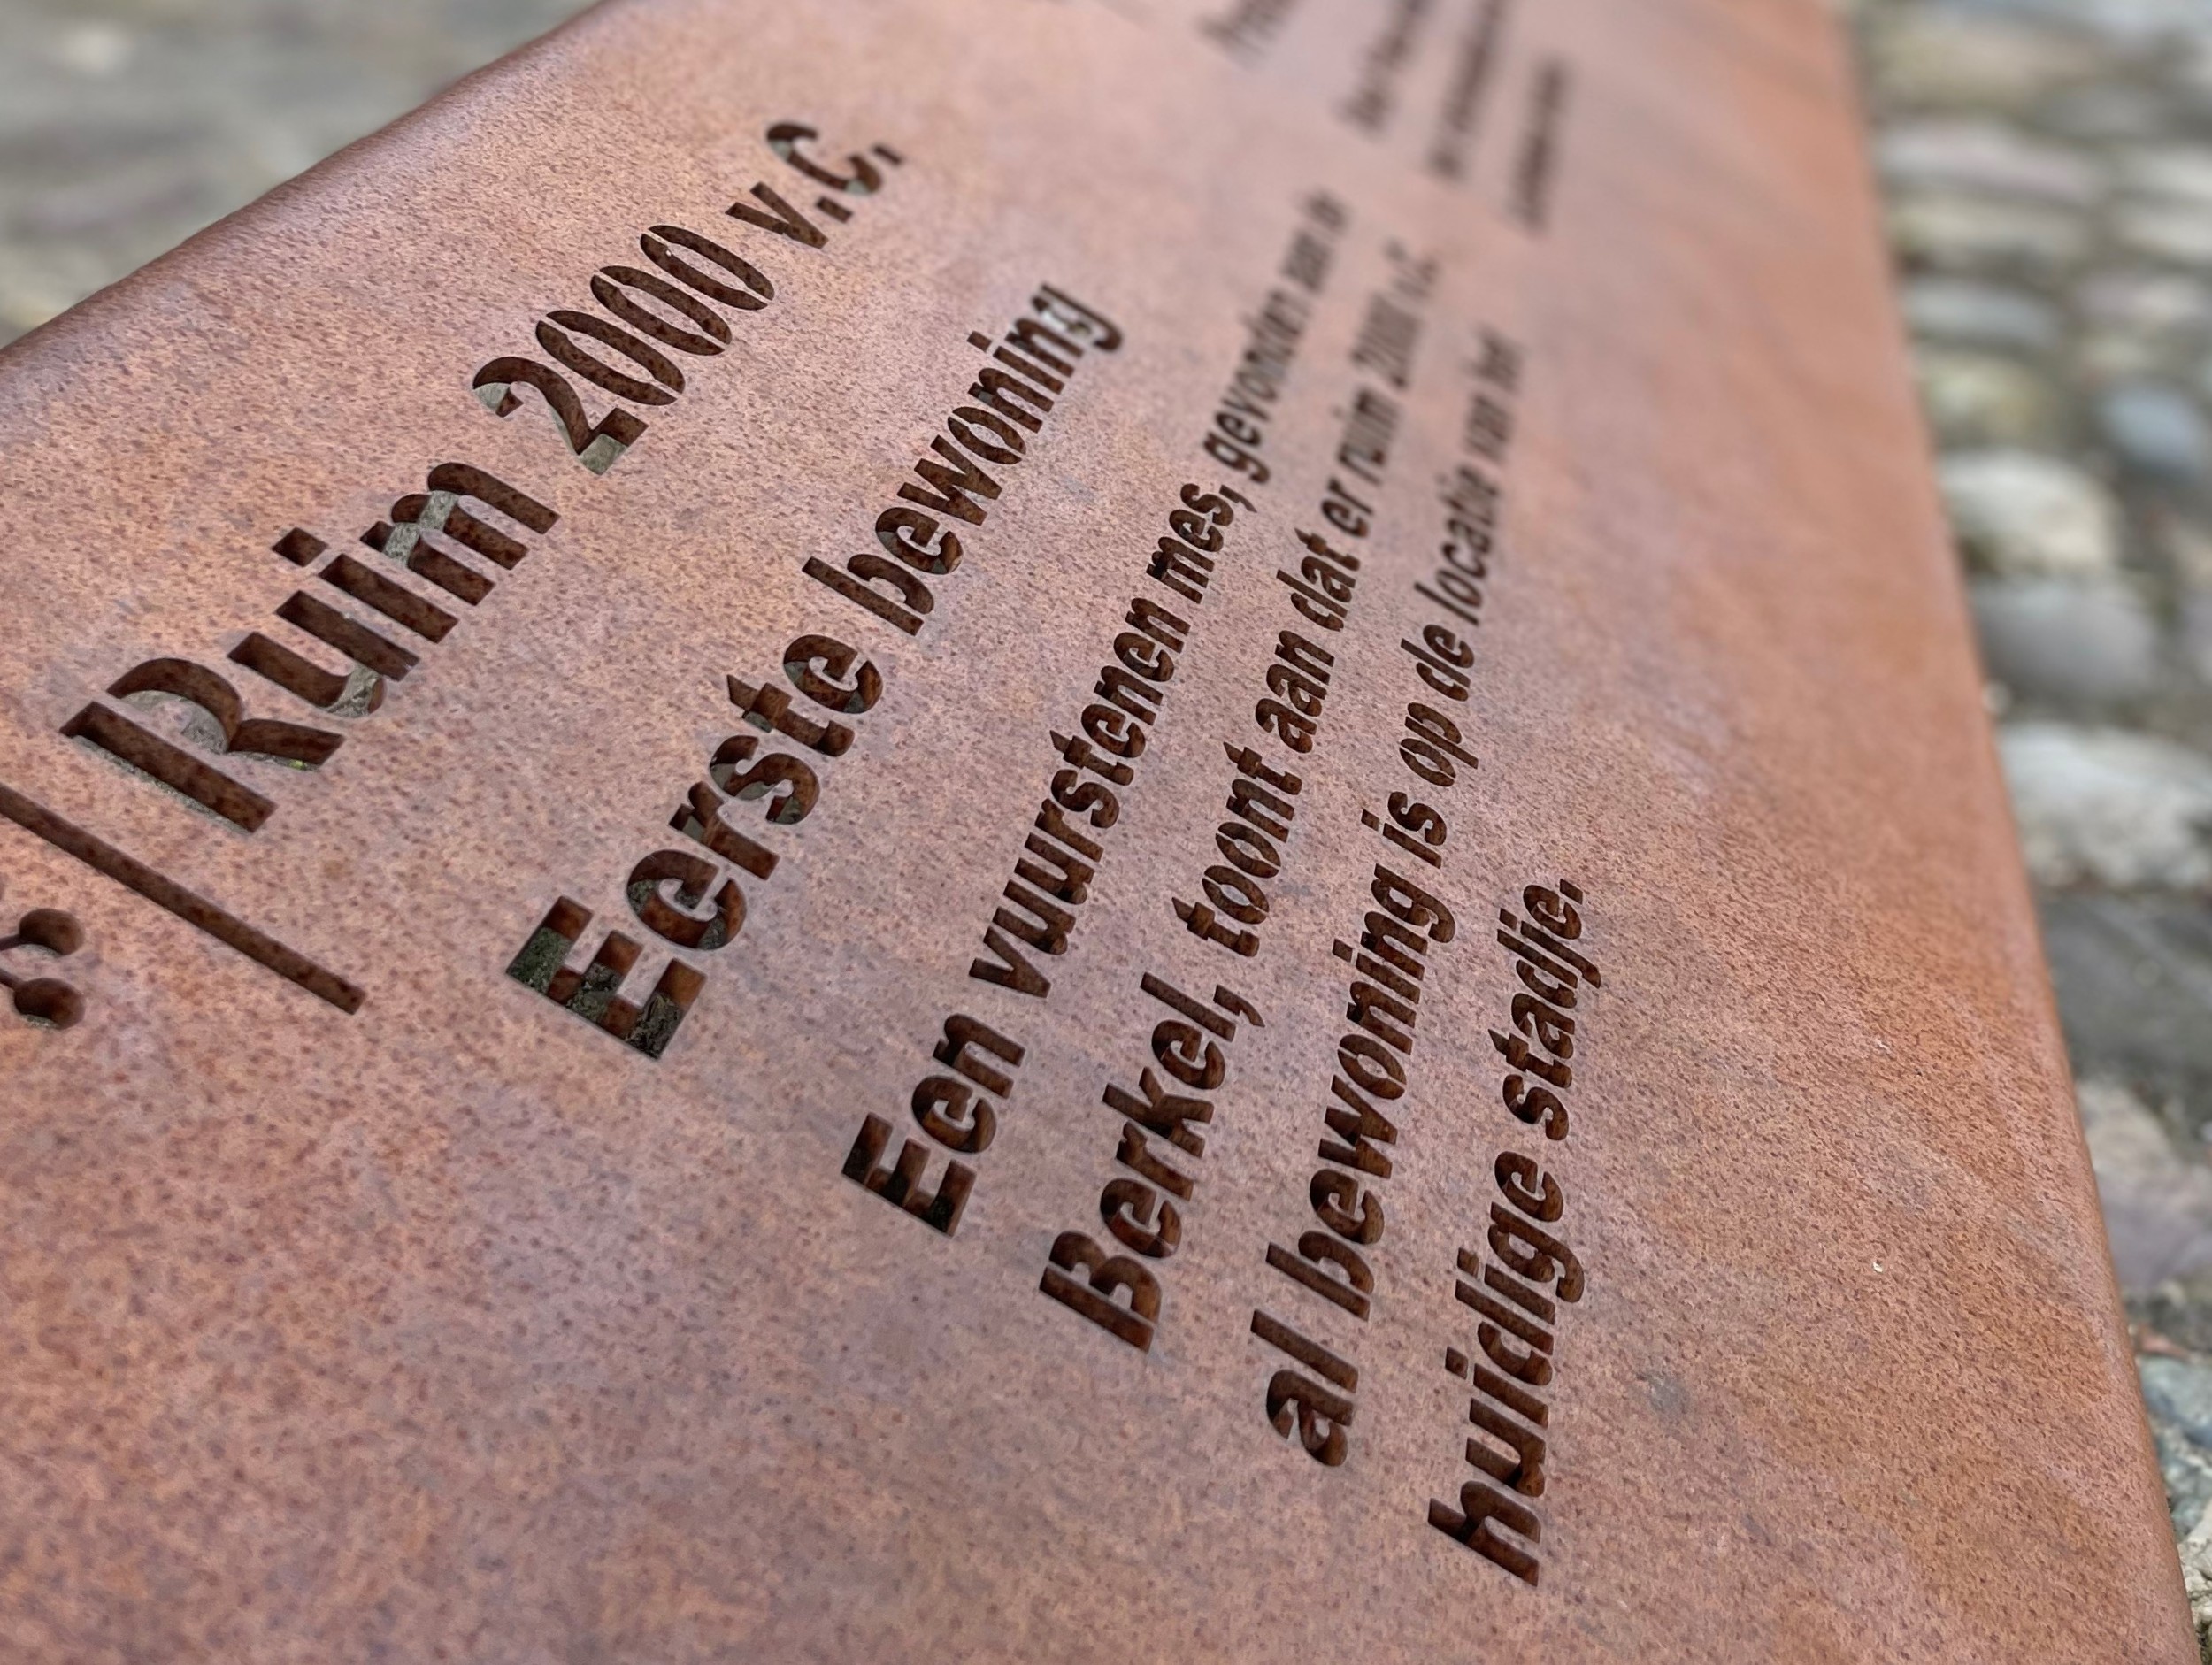 Ruim 2000 v.C.
Eerste bewoning
Een vuurstenen mes, gevonden aan de
Berkel, toont aan dat er ruim 2000 v.C.
al bewoning is op de locatie van het
huidige stadje.